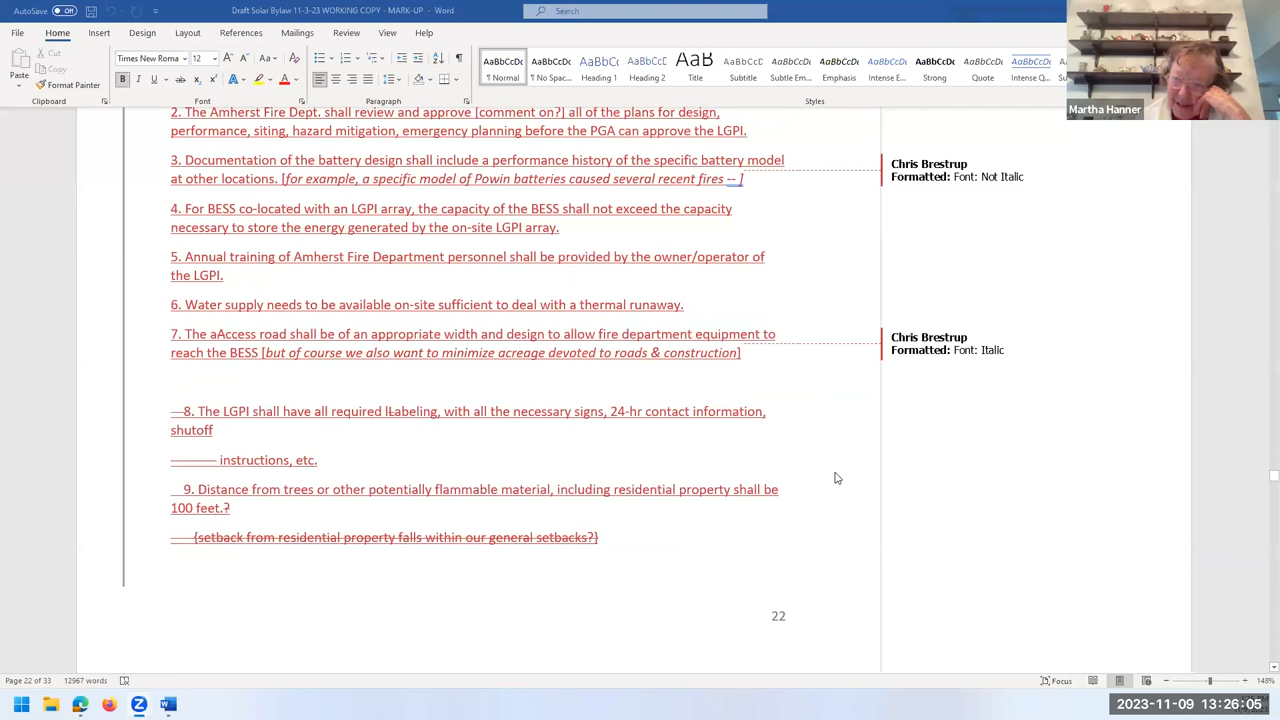 AutoSave Off Draft Solar Bylaw 11-3-23 WORKING COPY - MARK-UP - Word Search
File Home Insert Design Layout References Mailings Review View Help
Paste Cut Copy Format Painter Clipboard
Times New Roma 12 Font Paragraph
AaBbCcDc ¶ Normal AaBbCcDc ¶ No Spac... AaBbC Heading 1 AaBbCcD Heading 2 AaB Title AaBbCcD Subtitle AaBbCcDc Subtle Em... AaBbCcDc Emphasis AaBbCcDc Intense E... AaBbCcDc Strong AaBbCcDc Quote AaBbCcDc Intense Q... Styles
Martha Hanner
2. The Amherst Fire Dept. shall review and approve [comment on?] all of the plans for design,
performance, siting, hazard mitigation, emergency planning before the PGA can approve the LGPI.
3. Documentation of the battery design shall include a performance history of the specific battery model
at other locations. [for example, a specific model of Powin batteries caused several recent fires -- ]
Chris Brestrup
Formatted: Font: Not Italic
4. For BESS co-located with an LGPI array, the capacity of the BESS shall not exceed the capacity
necessary to store the energy generated by the on-site LGPI array.
5. Annual training of Amherst Fire Department personnel shall be provided by the owner/operator of
the LGPI.
6. Water supply needs to be available on-site sufficient to deal with a thermal runaway.
7. The aAccess road shall be of an appropriate width and design to allow fire department equipment to
reach the BESS [but of course we also want to minimize acreage devoted to roads & construction]
Chris Brestrup
Formatted: Font: Italic
8. The LGPI shall have all required lLabeling, with all the necessary signs, 24-hr contact information,
shutoff
instructions, etc.
9. Distance from trees or other potentially flammable material, including residential property shall be
100 feet.?
{setback from residential property falls within our general setbacks?}
22
Page 22 of 33 12967 words Focus 148%
2023-11-09 13:26:05